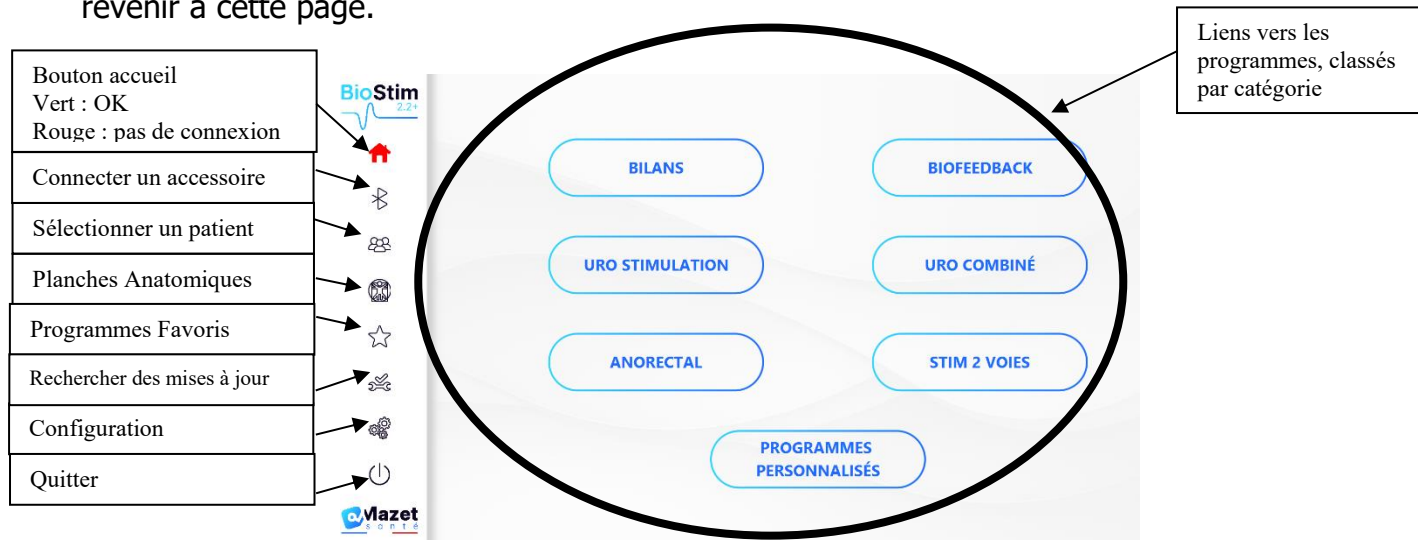 revenir à cette page.
Liens vers les
programmes, classés
par catégorie
Bouton accueil
Vert : OK
Rouge : pas de connexion
Connecter un accessoire
Sélectionner un patient
Planches Anatomiques
Programmes Favoris
Rechercher des mises à jour
Configuration
Quitter
BioStim
2.2+
BILANS
BIOFEEDBACK
URO STIMULATION
URO COMBINÉ
ANORECTAL
STIM 2 VOIES
PROGRAMMES
PERSONNALISÉS
Mazet
santé